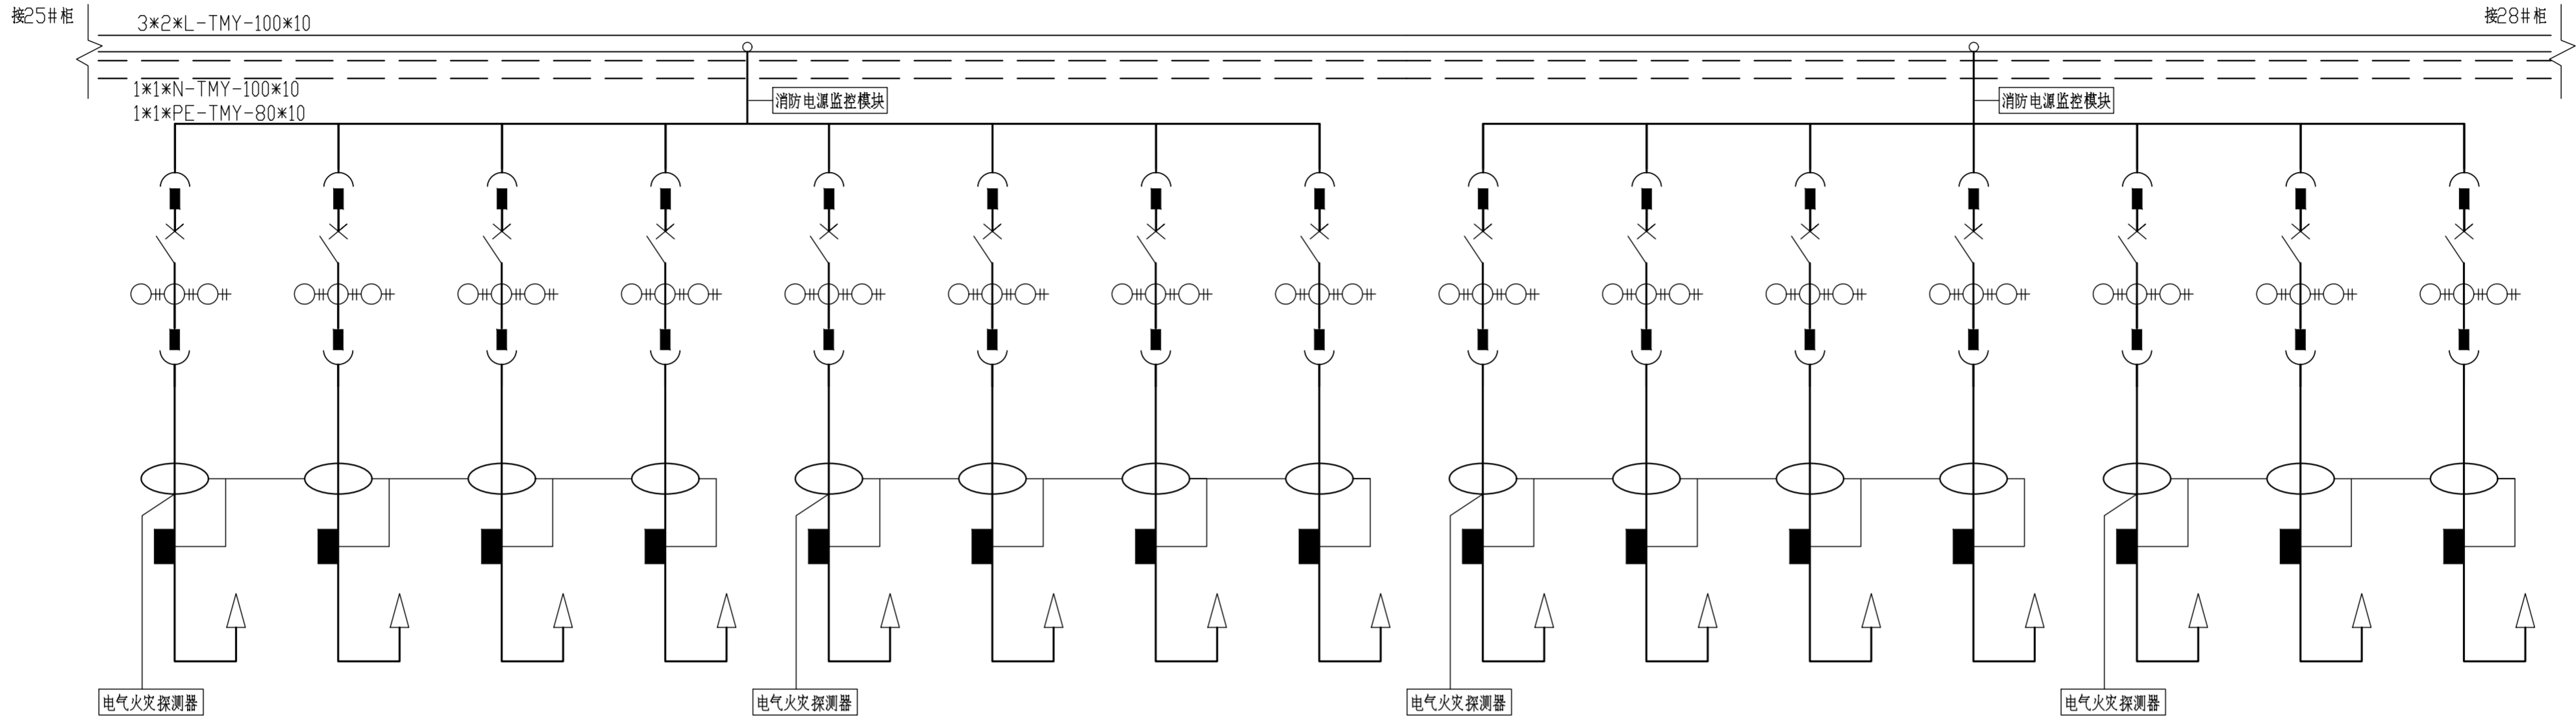 接25#柜
3*2*L-TMY-100*10
接28#柜
1*1*N-TMY-100*10
1*1*PE-TMY-80*10
消防电源监控模块
消防电源监控模块
电气火灾探测器
电气火灾探测器
电气火灾探测器
电气火灾探测器